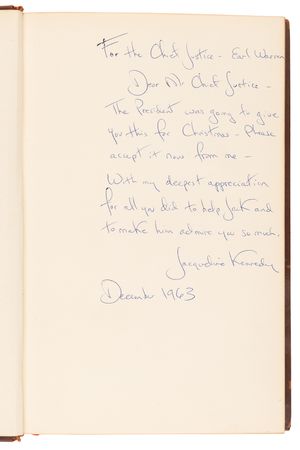 For the Chief Justice - Earl Warren
Dear Mr. Chief Justice -
The President was going to give
you this for Christmas - Please
accept it now from me -
With my deepest appreciation
for all you did to help Jack and
to make him admire you so much.
Jacqueline Kennedy
December 1963